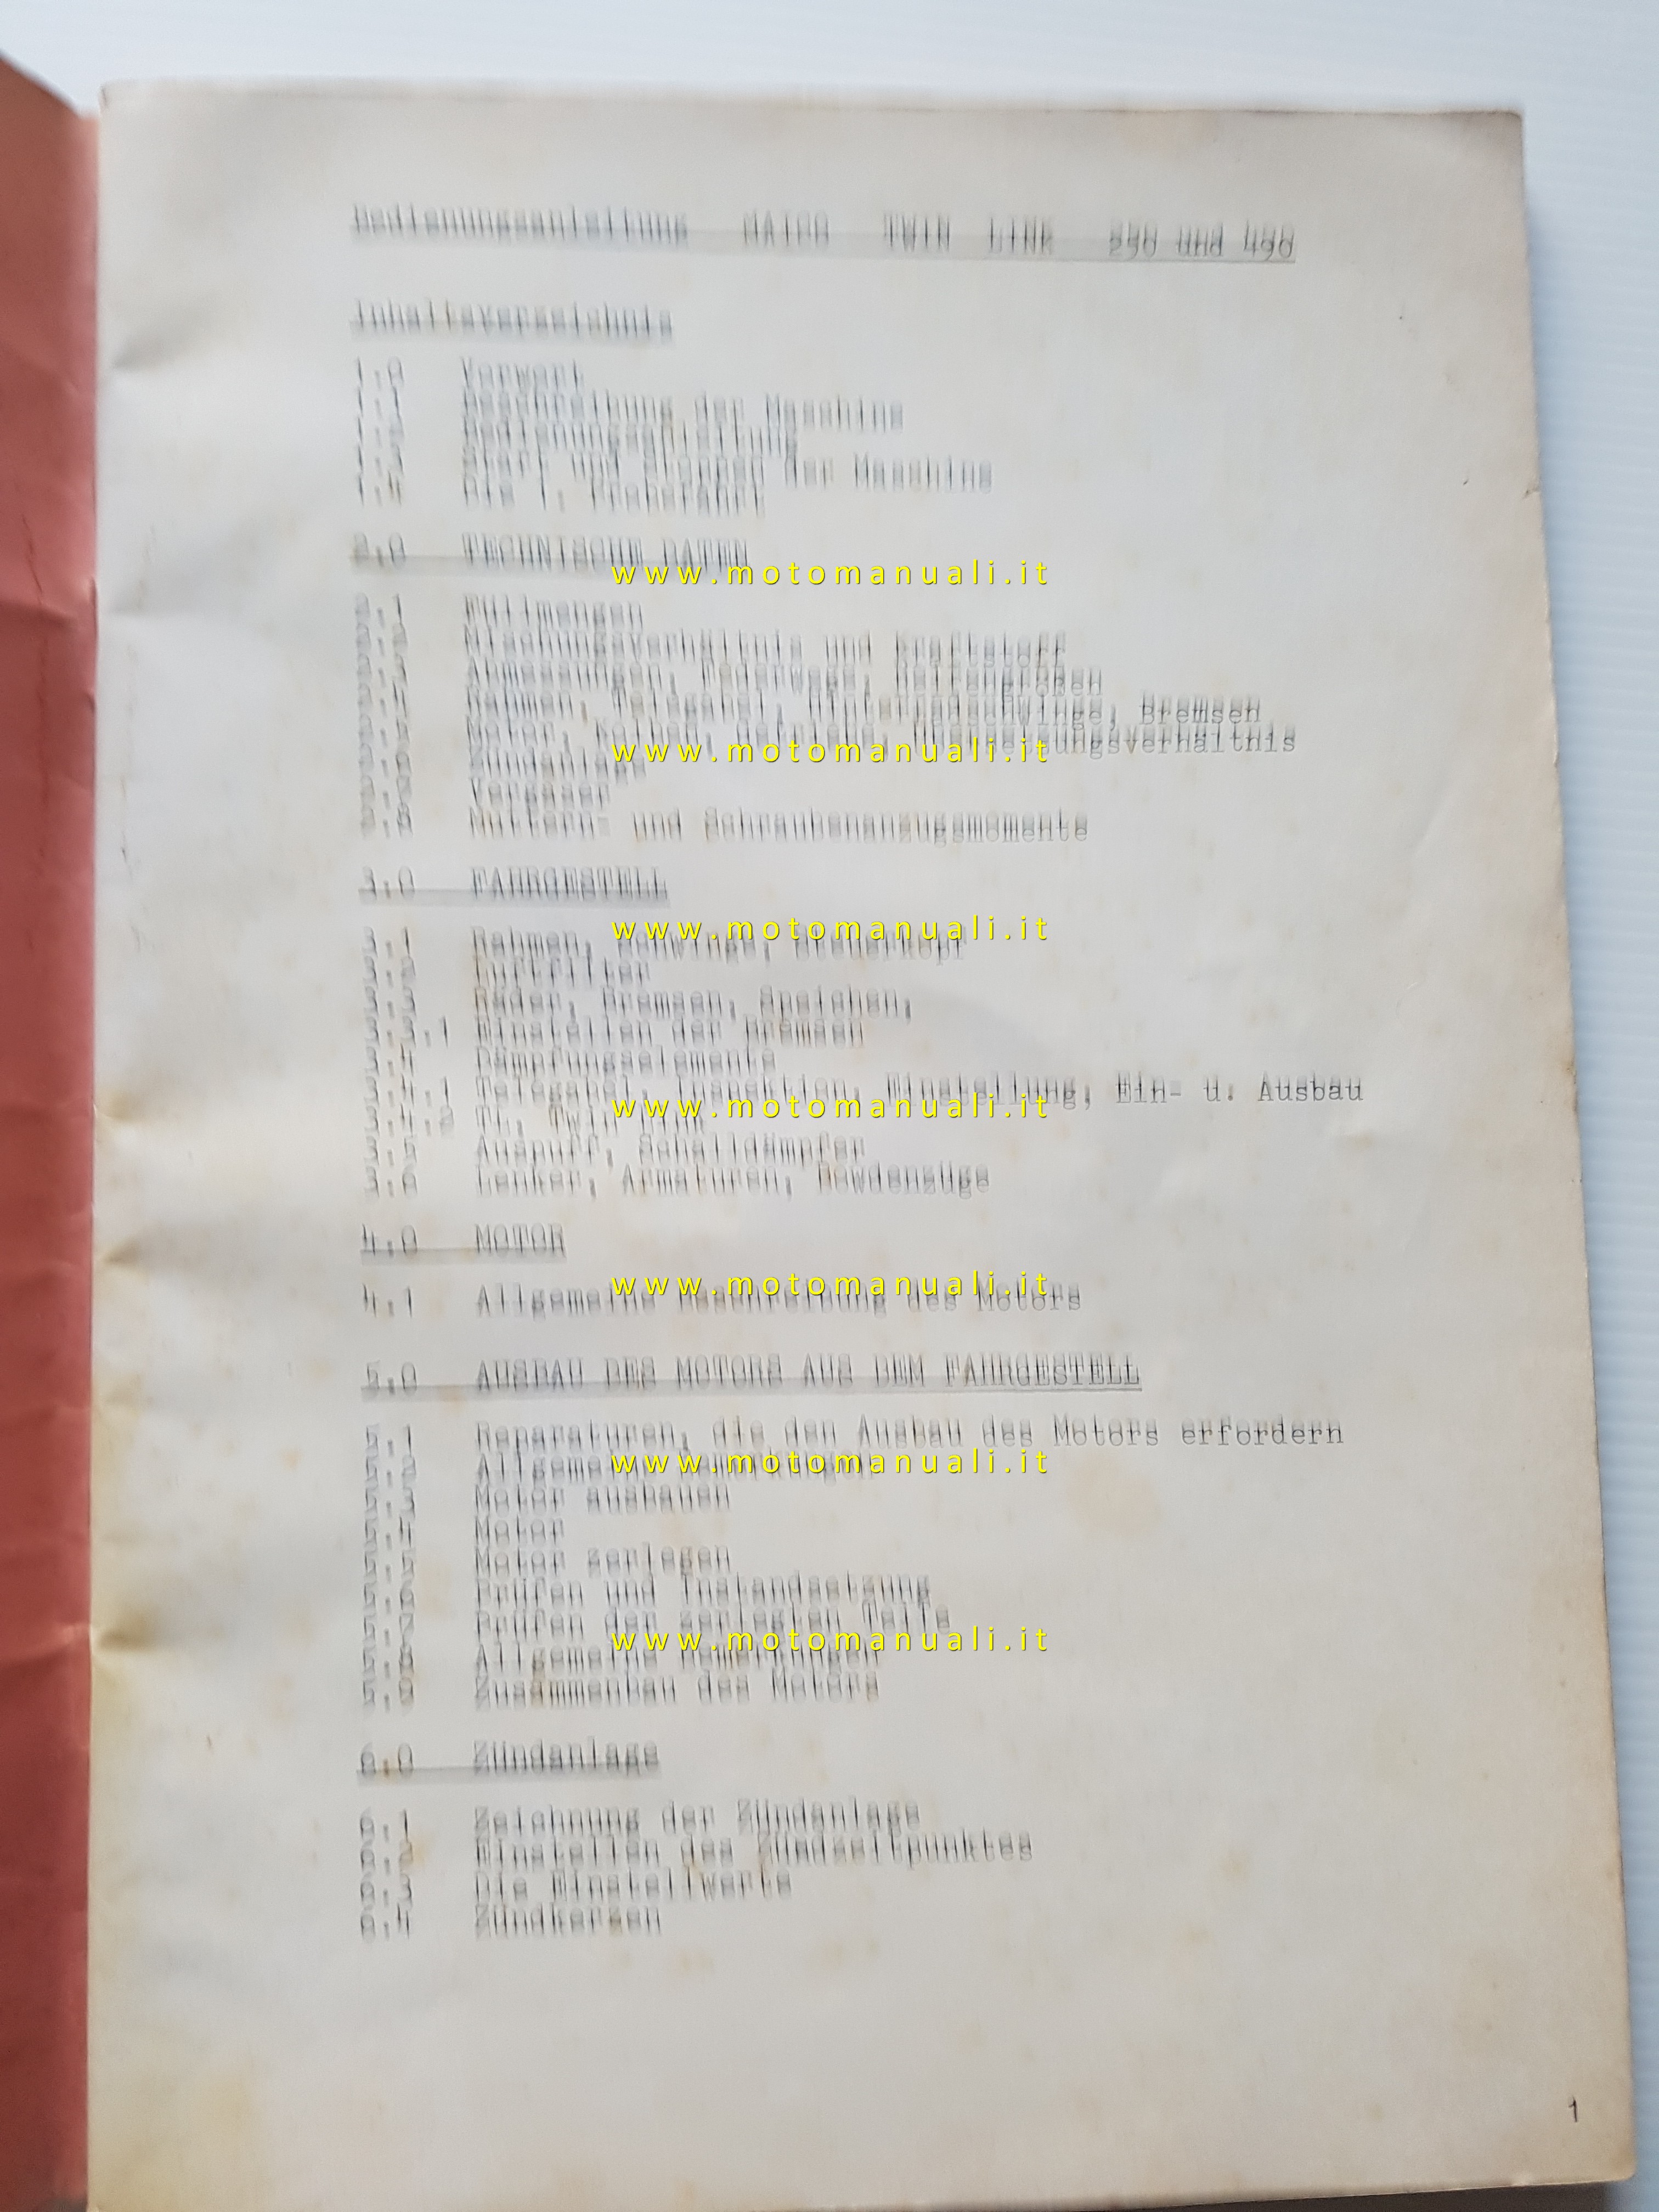 Bedienungsanleitung MAICO TWIN LINK 250 und 490
Inhaltsverzeichnis
1.0 Vorwort
1.1 Beschreibung der Maschine
1.2 Bedienungsanleitung
1.3 Start und Stoppen der Maschine
1.4 Die 1. Probefahrt
2.0 TECHNISCHE DATEN
www.motomanuali.it
2.1 Füllmengen
2.2 Mischungsverhältnis und Kraftstoff
2.3 Abmessungen, Federwege, Reifengrößen
2.4 Rahmen, Telegabel, Hinterradschwinge, Bremsen
2.5 Motor, Kolben, Getriebe, Übersetzungsverhältnis
www.motomanuali.it
2.6 Zündanlage
2.7 Vergaser
2.8 Muttern- und Schraubenanzugsmomente
3.0 FAHRGESTELL
www.motomanuali.it
3.1 Rahmen, Schwinge, Steuerkopf
3.2 Luftfilter
3.3 Räder, Bremsen, Speichen,
3.3.1 Einstellen der Bremsen
3.4 Dämpfungselemente
3.4.1 Telegabel, Inspektion, Einstellung, Ein- u. Ausbau
www.motomanuali.it
3.4.2 Twin Link
3.5 Auspuff, Schalldämpfer
3.6 Lenker, Armaturen, Bowdenzüge
4.0 MOTOR
www.motomanuali.it
4.1 Allgemeine Beschreibung des Motors
5.0 AUSBAU DES MOTORS AUS DEM FAHRGESTELL
5.1 Reparaturen, die den Ausbau des Motors erfordern
www.motomanuali.it
5.2 Allgemeine
5.3 Motor ausbauen
5.4 Motor
5.5 Motor zerlegen
5.6 Prüfen und Instandsetzung
5.7 Prüfen der zerlegten Teile
www.motomanuali.it
5.8 Allgemeine Bemerkungen
5.9 Zusammenbau des Motors
6.0 Zündanlage
6.1 Zeichnung der Zündanlage
6.2 Einstellen des Zündzeitpunktes
6.3 Die Einstellwerte
6.4 Zündkerzen
1